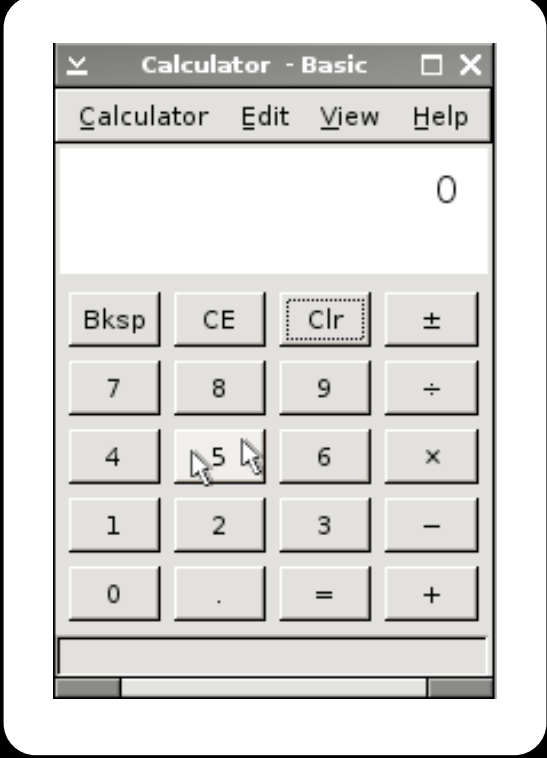 Calculator - Basic
Calculator Edit View Help
0
Bksp CE Clr ±
7 8 9 ÷
4 5 6 ×
1 2 3 −
0 . = +